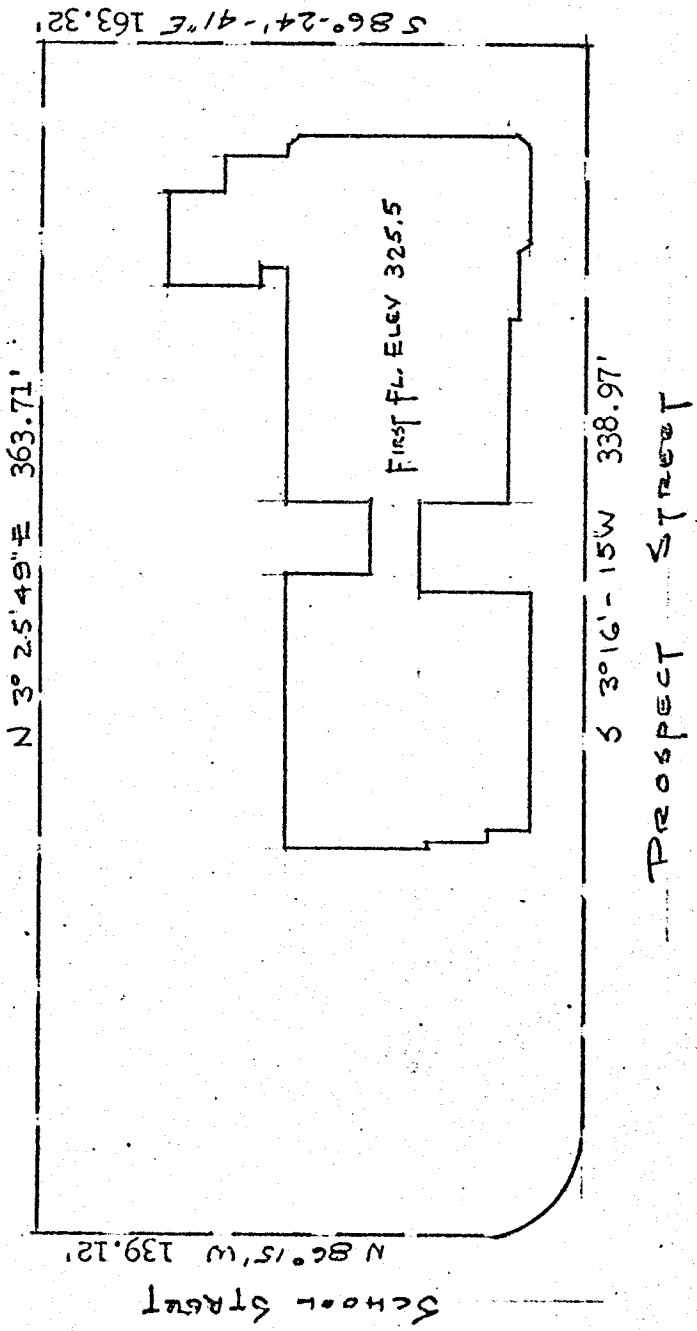 S 86°-24'-41"E 163.32'
N 3° 25'49"E 363.71'
FIRST FL. ELEV 325.5
S 3°16'-15W 338.97'
PROSPECT STREET
N 86°15'W 139.12'
SCHOOL STREET